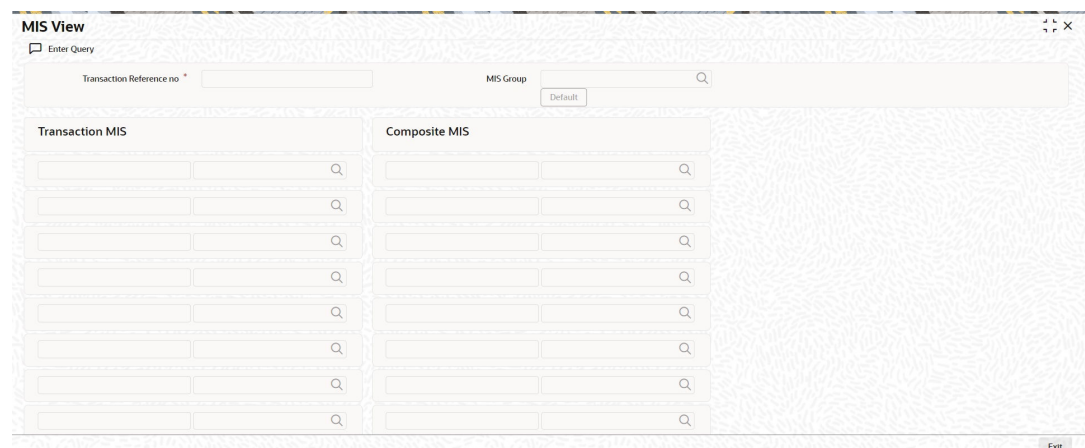 MIS View
Enter Query
Transaction Reference no * MIS Group
Default
Transaction MIS Composite MIS
Exit